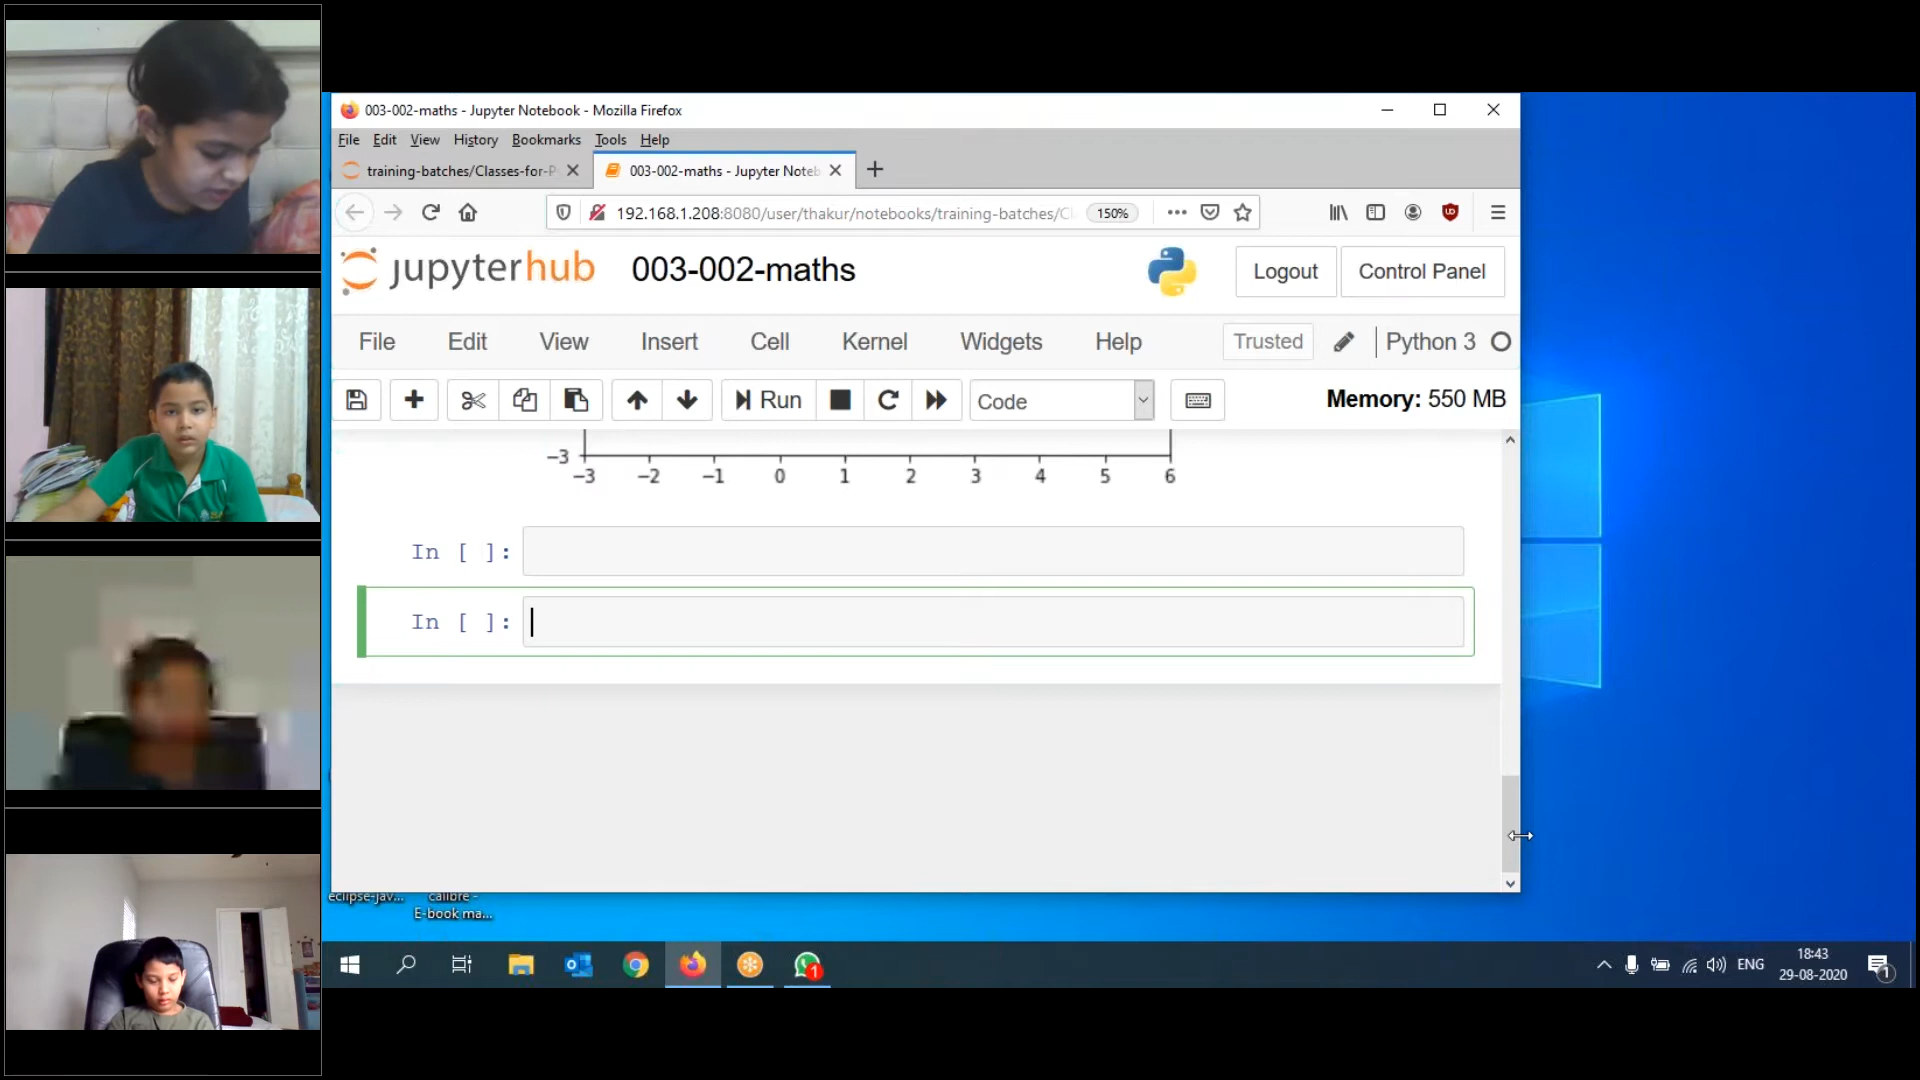 003-002-maths - Jupyter Notebook - Mozilla Firefox
File Edit View History Bookmarks Tools Help
training-batches/Classes-for-P
003-002-maths - Jupyter Noteb
192.168.1.208:8080/user/thakur/notebooks/training-batches/C
150%
jupyterhub 003-002-maths
Logout Control Panel
File Edit View Insert Cell Kernel Widgets Help
Trusted Python 3
Run Code
Memory: 550 MB
−3
−3 −2 −1 0 1 2 3 4 5 6
In [ ]:
In [ ]:
eclipse-jav...
calibre -
E-book ma...
1
ENG
18:43
29-08-2020
1